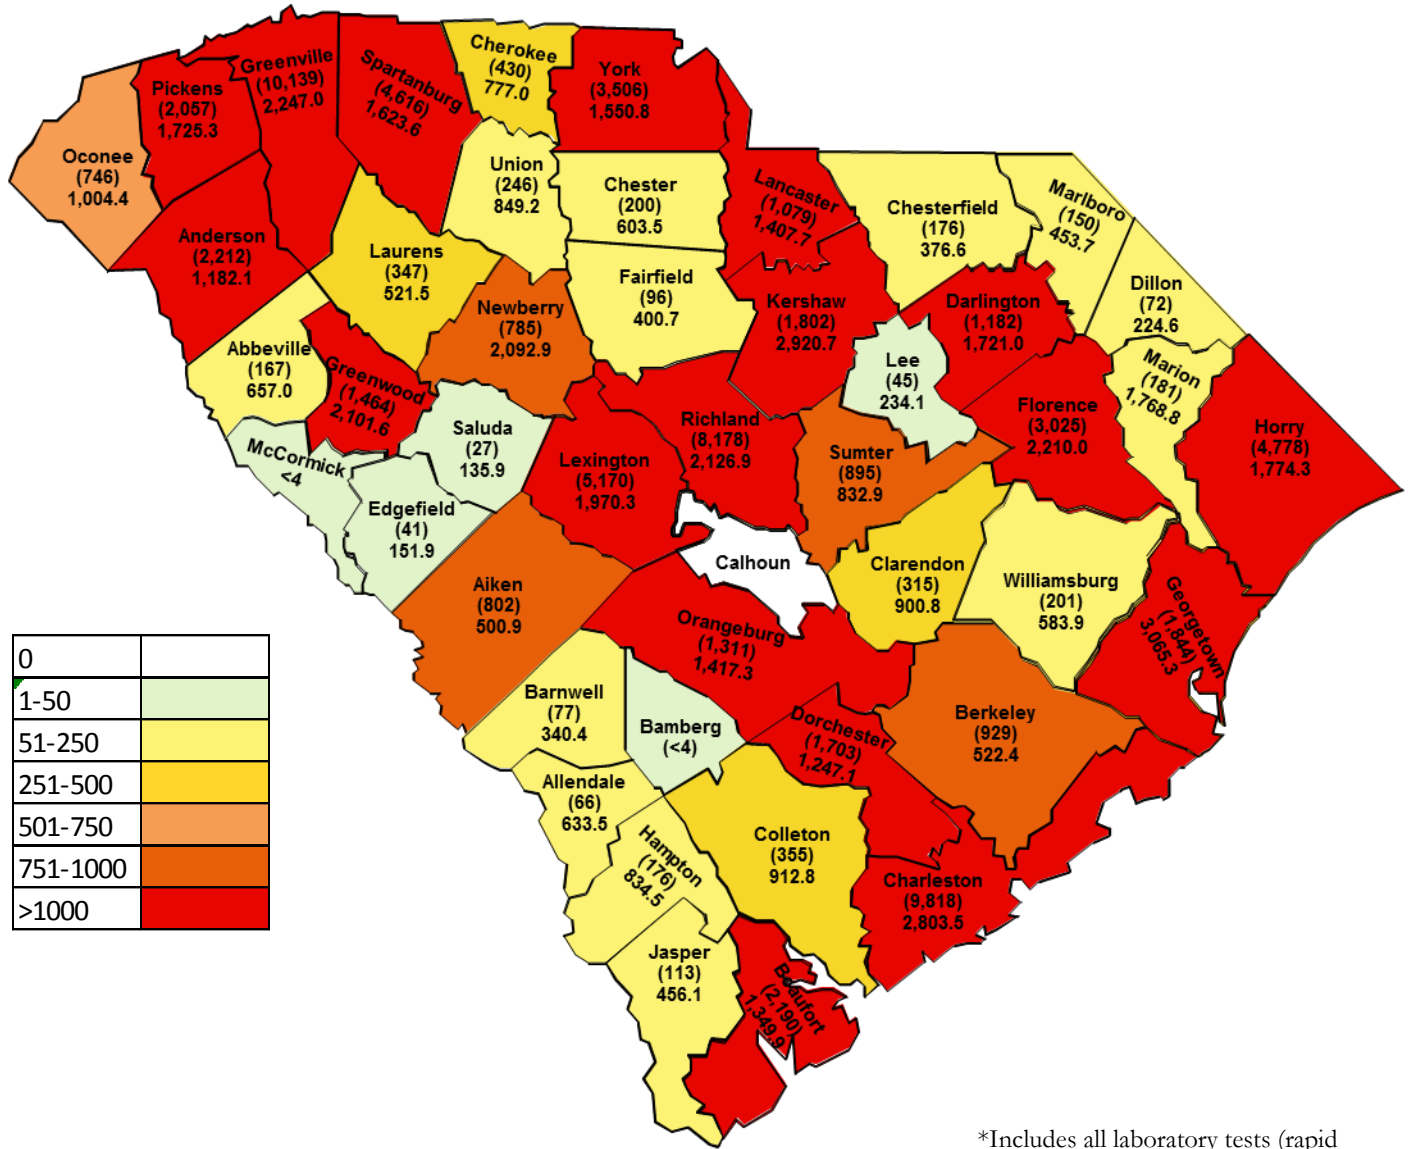 Cherokee
(430)
777.0
York
(3,506)
1,550.8
Greenville
(10,139)
2,247.0
Spartanburg
(4,616)
1,623.6
Pickens
(2,057)
1,725.3
Oconee
(746)
1,004.4
Union
(246)
849.2
Chester
(200)
603.5
Lancaster
(1,079)
1,407.7
Chesterfield
(176)
376.6
Marlboro
(150)
453.7
Anderson
(2,212)
1,182.1
Laurens
(347)
521.5
Fairfield
(96)
400.7
Kershaw
(1,802)
2,920.7
Darlington
(1,182)
1,721.0
Dillon
(72)
224.6
Newberry
(785)
2,092.9
Abbeville
(167)
657.0
Greenwood
(1,464)
2,101.6
Lee
(45)
234.1
Marion
(181)
1,768.8
Richland
(8,178)
2,126.9
Florence
(3,025)
2,210.0
Horry
(4,778)
1,774.3
McCormick
<4
Saluda
(27)
135.9
Lexington
(5,170)
1,970.3
Sumter
(895)
832.9
Edgefield
(41)
151.9
Calhoun
Clarendon
(315)
900.8
Williamsburg
(201)
583.9
Georgetown
(1,844)
3,065.3
Aiken
(802)
500.9
Orangeburg
(1,311)
1,417.3
Barnwell
(77)
340.4
Bamberg
(<4)
Dorchester
(1,703)
1,247.1
Berkeley
(929)
522.4
Allendale
(66)
633.5
Hampton
(176)
834.5
Colleton
(355)
912.8
Charleston
(9,818)
2,803.5
Jasper
(113)
456.1
Beaufort
(2,190)
1,349.9
0
1-50
51-250
251-500
501-750
751-1000
>1000
*Includes all laboratory tests (rapid